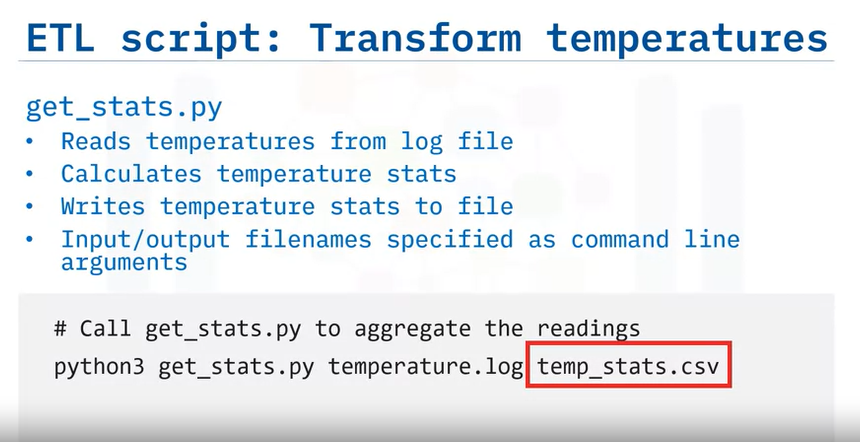 ETL script: Transform temperatures
get_stats.py
• Reads temperatures from log file
• Calculates temperature stats
• Writes temperature stats to file
• Input/output filenames specified as command line
arguments
# Call get_stats.py to aggregate the readings
python3 get_stats.py temperature.log temp_stats.csv